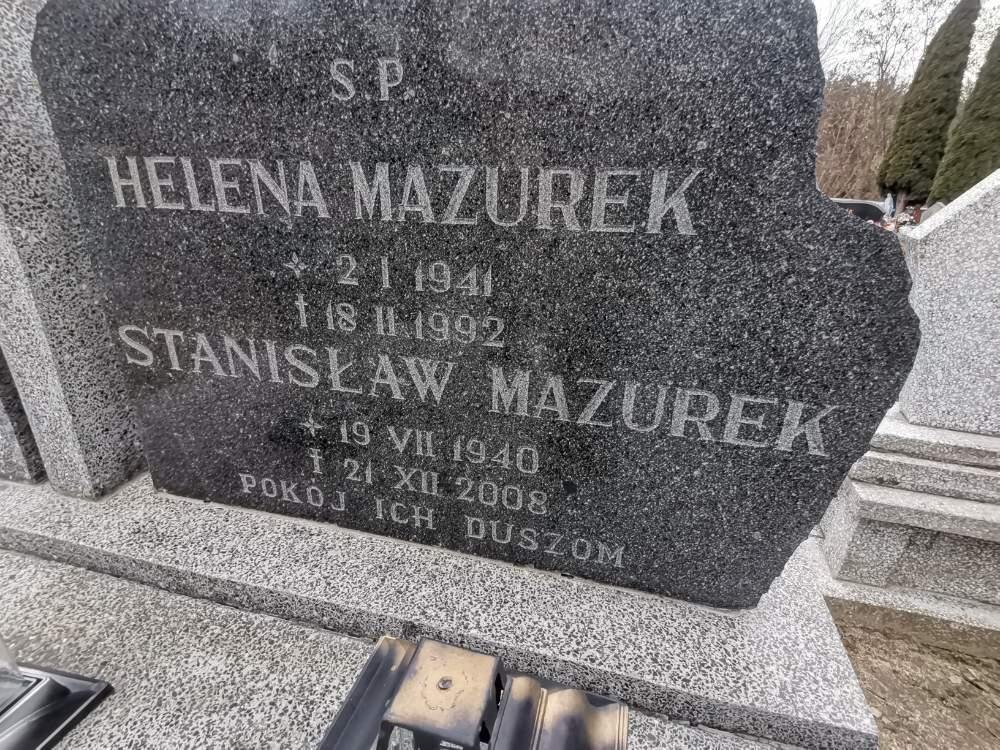 S.P.
HELENA MAZUREK
2 I 1941
† 18 II 1992
STANISŁAW MAZUREK
19 VII 1940
† 21 XII 2008
POKÓJ ICH DUSZOM